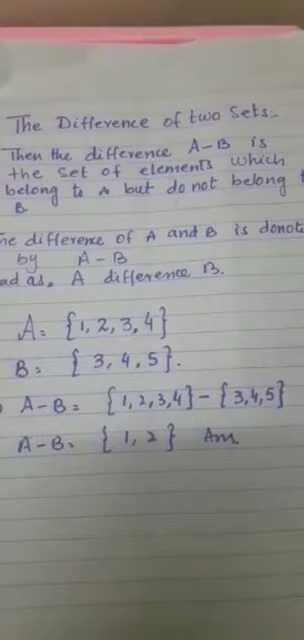 The Difference of two Sets:-
Then the difference A-B is
the set of elements which
belong to A but do not belong
B.
difference of A and B is
by A-B
as, A difference B.
A = {1, 2, 3, 4}
B = { 3, 4, 5}.
A-B = {1, 2, 3, 4} - {3, 4, 5}
A-B = { 1, 2 } Ans.